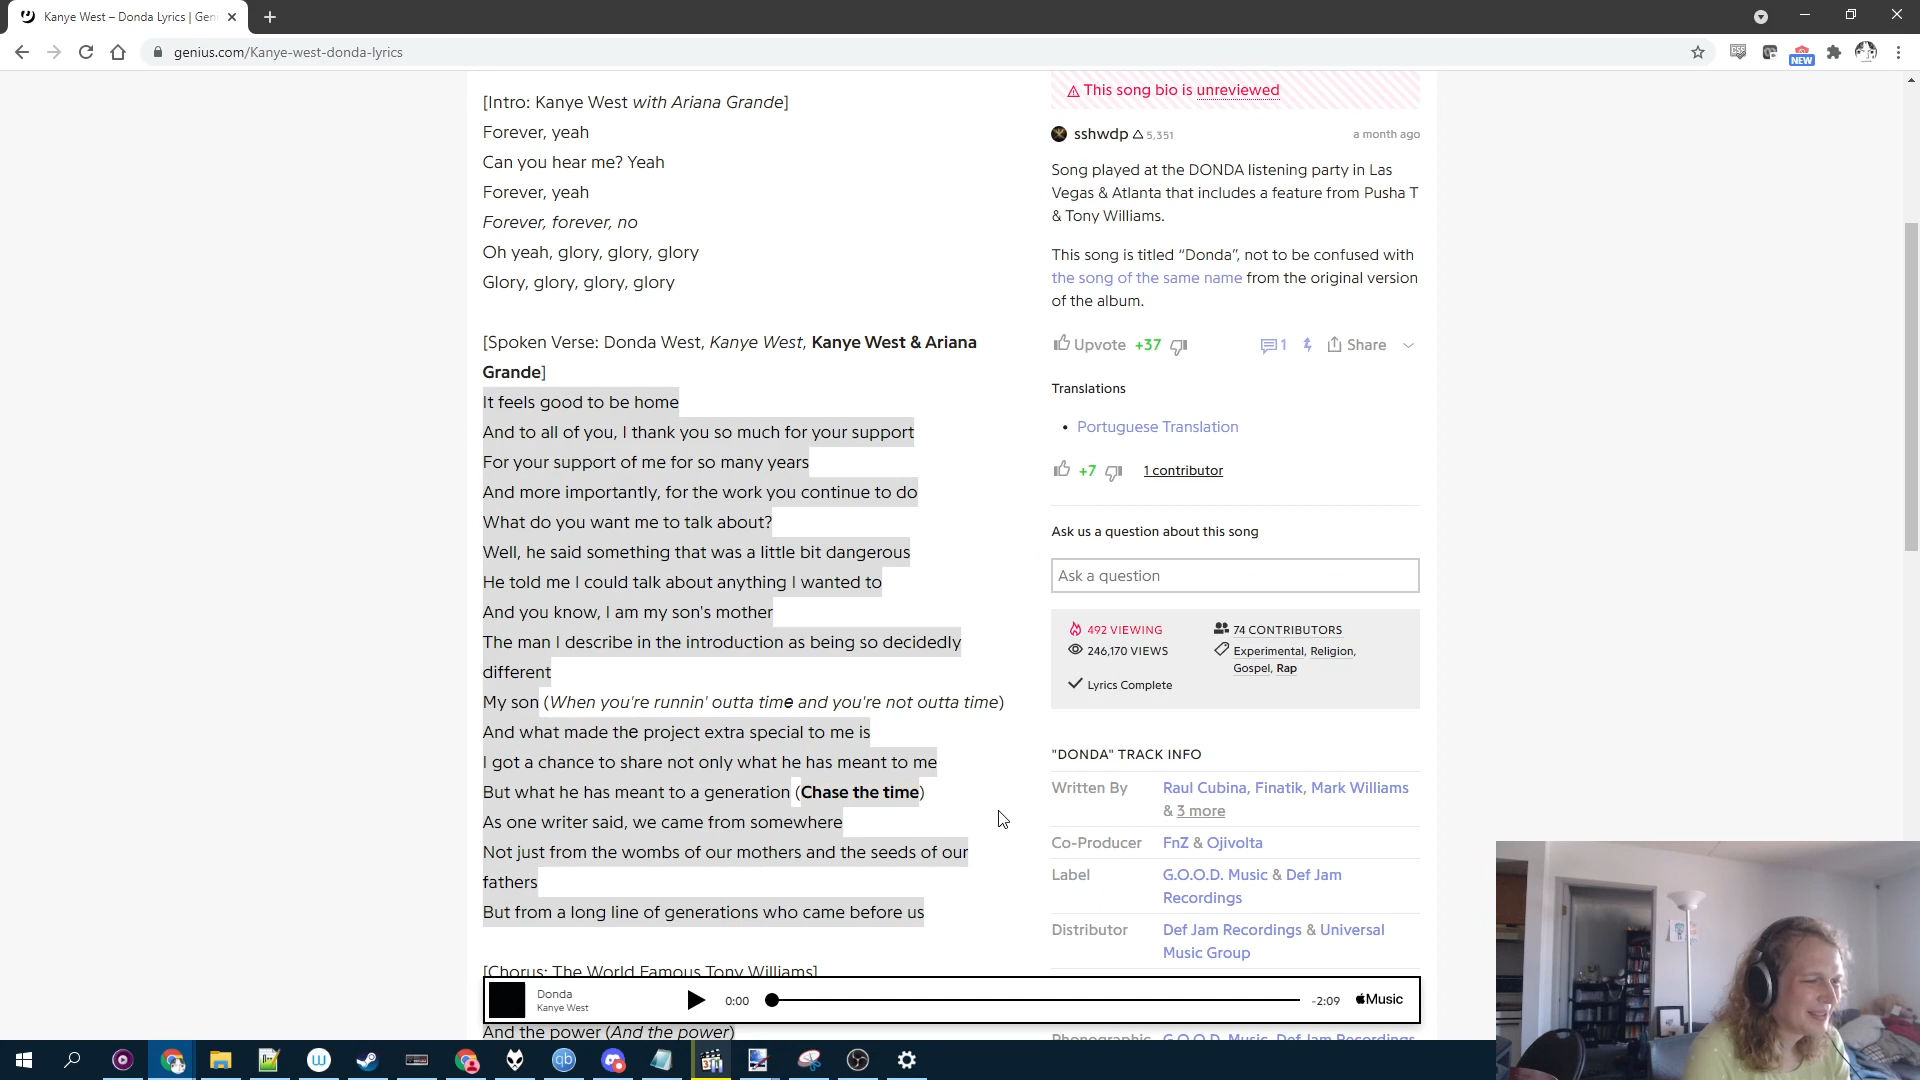 Kanye West – Donda Lyrics | Gen
genius.com/Kanye-west-donda-lyrics
NEW
[Intro: Kanye West with Ariana Grande]
Forever, yeah
Can you hear me? Yeah
Forever, yeah
Forever, forever, no
Oh yeah, glory, glory, glory
Glory, glory, glory, glory
[Spoken Verse: Donda West, Kanye West, Kanye West & Ariana
Grande]
It feels good to be home
And to all of you, I thank you so much for your support
For your support of me for so many years
And more importantly, for the work you continue to do
What do you want me to talk about?
Well, he said something that was a little bit dangerous
He told me I could talk about anything I wanted to
And you know, I am my son's mother
The man I describe in the introduction as being so decidedly
different
My son (When you're runnin' outta time and you're not outta time)
And what made the project extra special to me is
I got a chance to share not only what he has meant to me
But what he has meant to a generation (Chase the time)
As one writer said, we came from somewhere
Not just from the wombs of our mothers and the seeds of our
fathers
But from a long line of generations who came before us
[Chorus: The World Famous Tony Williams]
And the power (And the power)
This song bio is unreviewed
sshwdp 5,351
a month ago
Song played at the DONDA listening party in Las
Vegas & Atlanta that includes a feature from Pusha T
& Tony Williams.
This song is titled “Donda”, not to be confused with
the song of the same name from the original version
of the album.
Upvote +37
1
Share
Translations
• Portuguese Translation
+7
1 contributor
Ask us a question about this song
Ask a question
492 VIEWING
246,170 VIEWS
Lyrics Complete
74 CONTRIBUTORS
Experimental, Religion,
Gospel, Rap
"DONDA" TRACK INFO
Written By Raul Cubina, Finatik, Mark Williams
& 3 more
Co-Producer FnZ & Ojivolta
Label G.O.O.D. Music & Def Jam
Recordings
Distributor Def Jam Recordings & Universal
Music Group
Phonographic G.O.O.D. Music, Def Jam Recordings
Donda
Kanye West
0:00
-2:09
Music